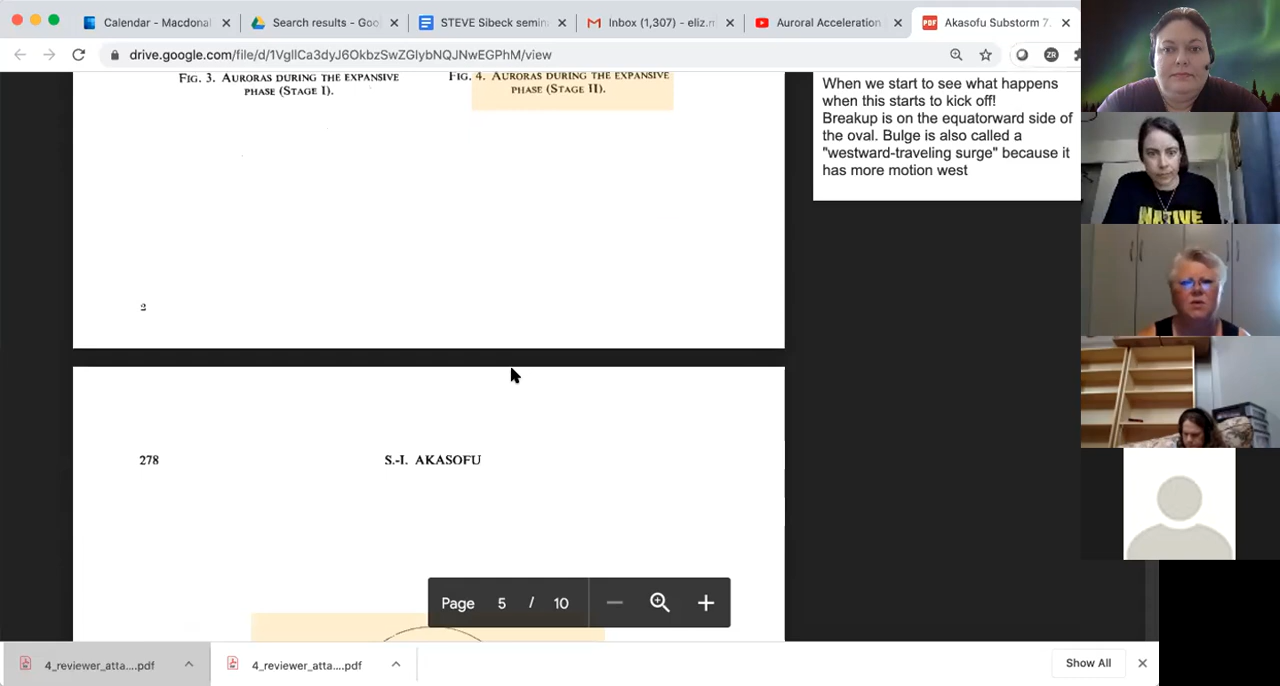 Calendar - Macdonal
Search results - Goo
STEVE Sibeck semin
Inbox (1,307) - eliz.m
Auroral Acceleration
Akasofu Substorm 7.
drive.google.com/file/d/1VgllCa3dyJ6OkbzSwZGlybNQJNwEGPhM/view
ZR
FIG. 3. AURORAS DURING THE EXPANSIVE
PHASE (STAGE I).
FIG. 4. AURORAS DURING THE EXPANSIVE
PHASE (STAGE II).
When we start to see what happens
when this starts to kick off!
Breakup is on the equatorward side of
the oval. Bulge is also called a
"westward-traveling surge" because it
has more motion west
2
278
S.-I. AKASOFU
Page 5 / 10
4_reviewer_atta....pdf
4_reviewer_atta....pdf
Show All
NATIVE